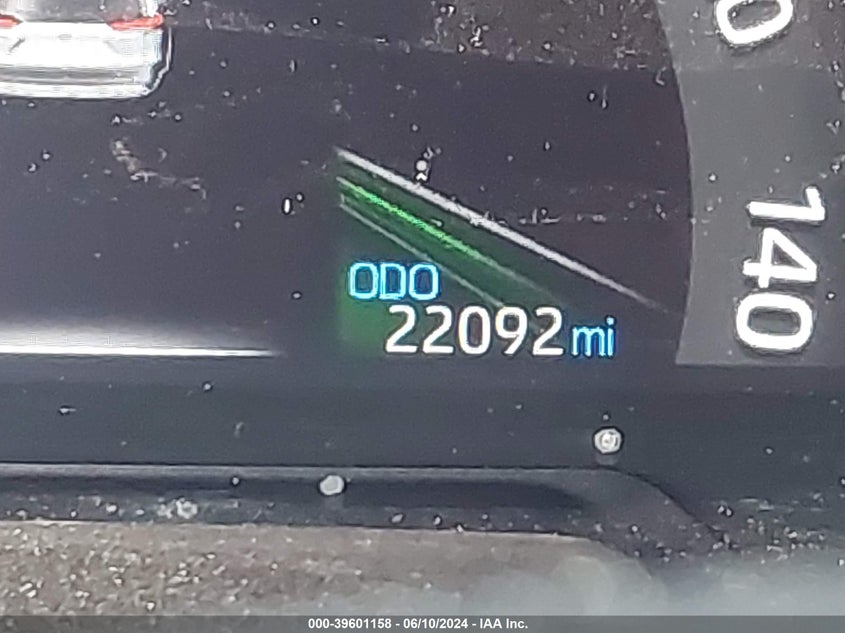 140
ODO
22092 mi
000-39601158 - 06/10/2024 - IAA Inc.